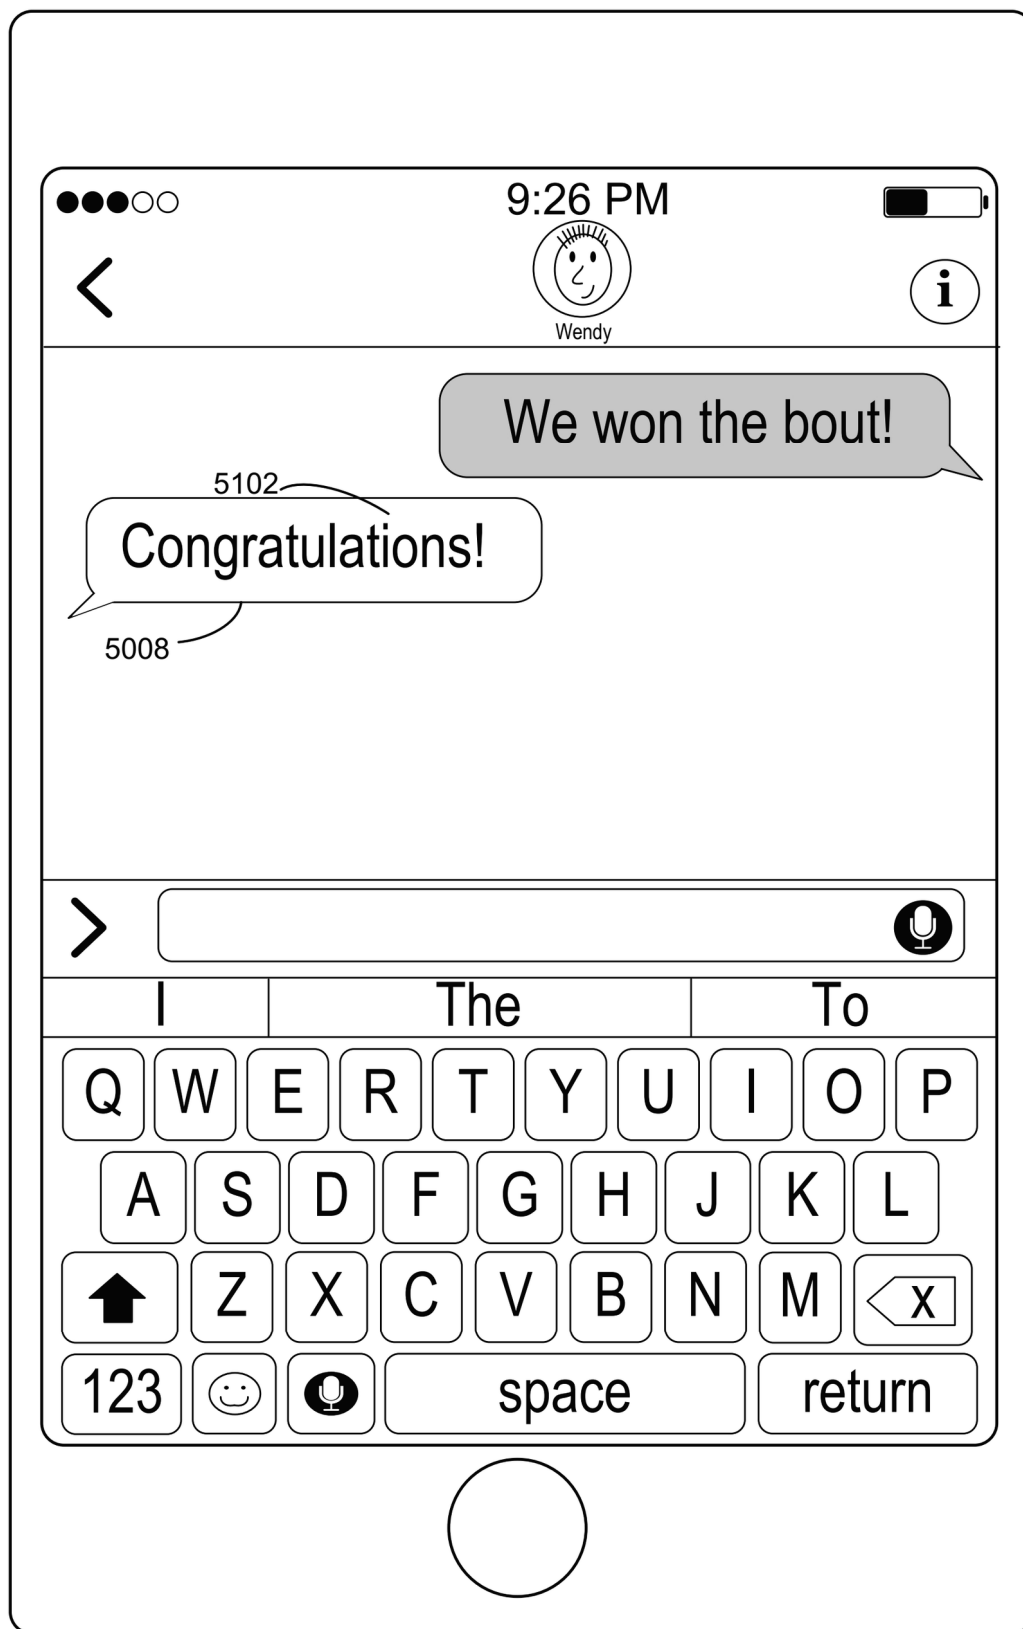 9:26 PM
i
Wendy
We won the bout!
5102
Congratulations!
5008
I The To
Q W E R T Y U I O P
A S D F G H J K L
Z X C V B N M X
123 space return